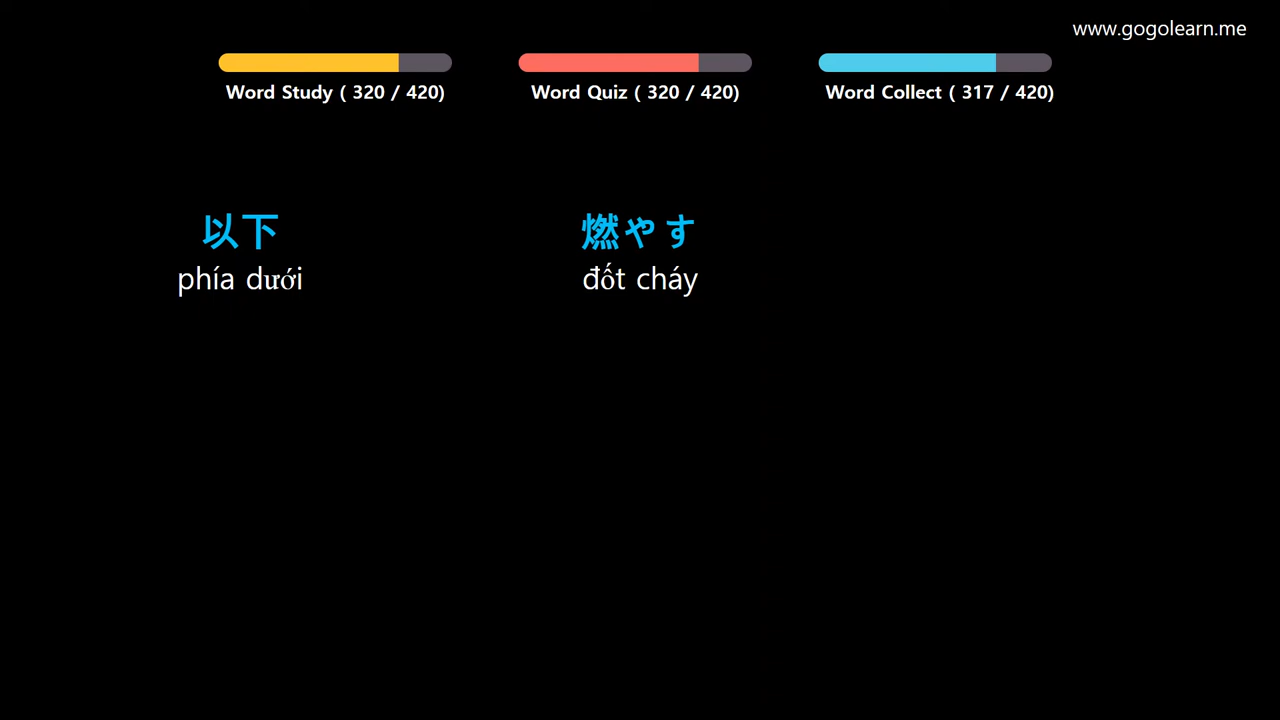 www.gogolearn.me
Word Study ( 320 / 420)
Word Quiz ( 320 / 420)
Word Collect ( 317 / 420)
以下
phía dưới
燃やす
đốt cháy